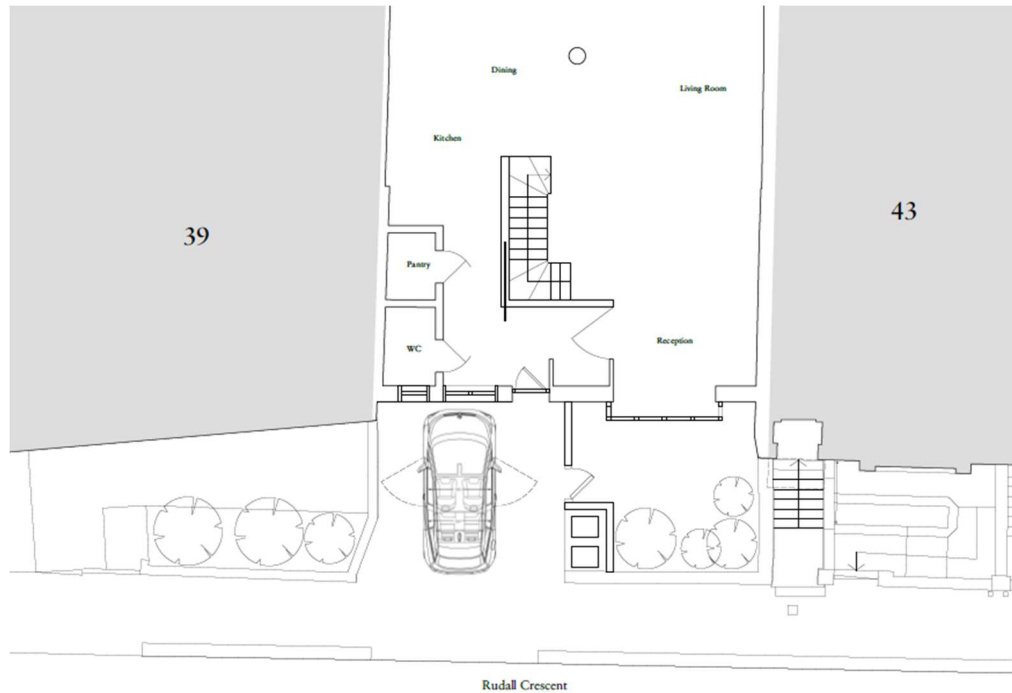 Dining
Living Room
Kitchen
39
43
Pantry
WC
Reception
Rudall Crescent